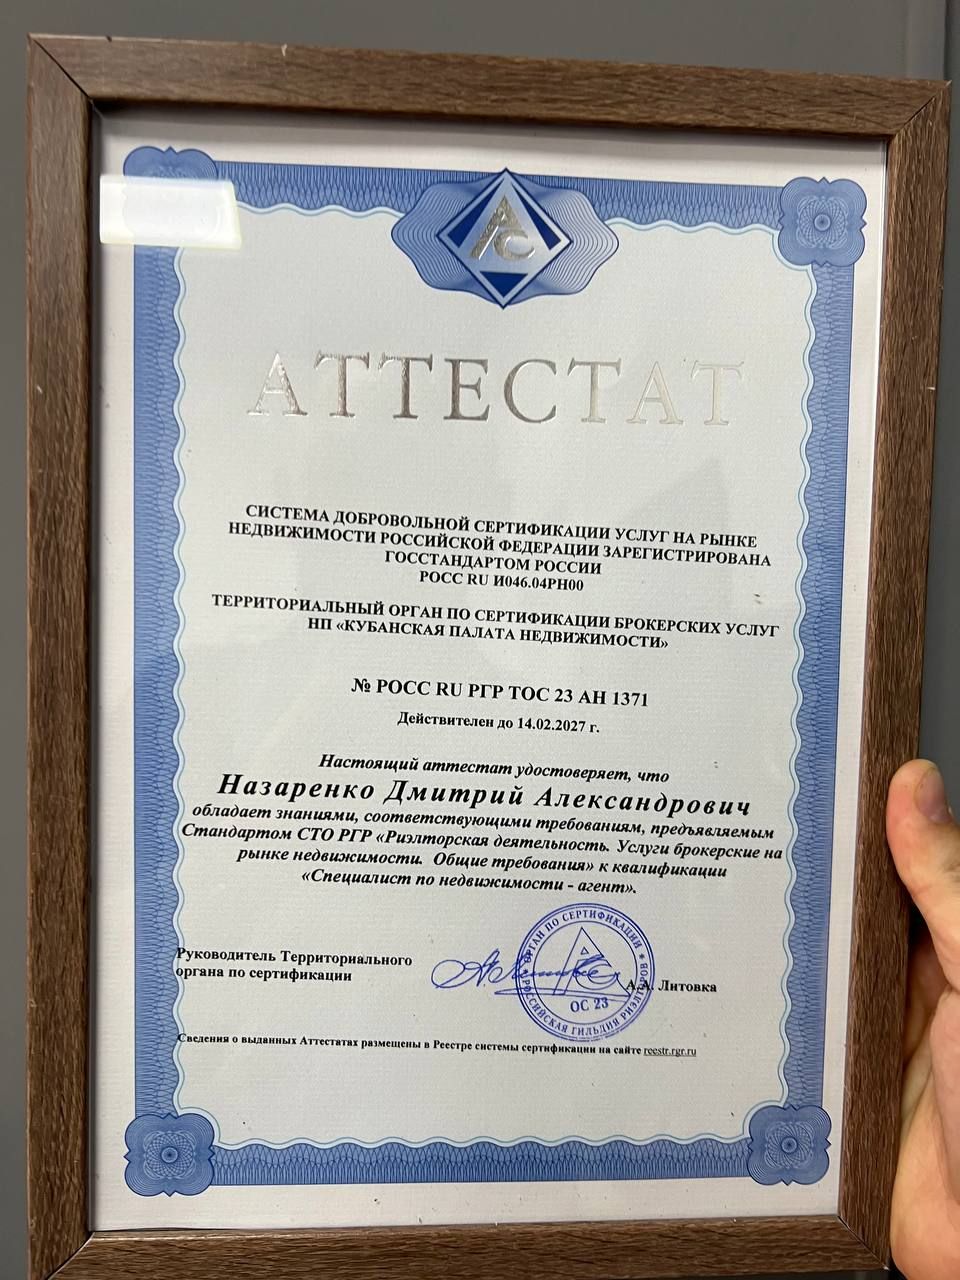 АС
АТТЕСТАТ
СИСТЕМА ДОБРОВОЛЬНОЙ СЕРТИФИКАЦИИ УСЛУГ НА РЫНКЕ
НЕДВИЖИМОСТИ РОССИЙСКОЙ ФЕДЕРАЦИИ ЗАРЕГИСТРИРОВАНА
ГОССТАНДАРТОМ РОССИИ
РОСС RU И046.04РН00
ТЕРРИТОРИАЛЬНЫЙ ОРГАН ПО СЕРТИФИКАЦИИ БРОКЕРСКИХ УСЛУГ
НП «КУБАНСКАЯ ПАЛАТА НЕДВИЖИМОСТИ»
№ РОСС RU РГР ТОС 23 АН 1371
Действителен до 14.02.2027 г.
Настоящий аттестат удостоверяет, что
Назаренко Дмитрий Александрович
обладает знаниями, соответствующими требованиям, предъявляемым
Стандартом СТО РГР «Риэлторская деятельность. Услуги брокерские на
рынке недвижимости. Общие требования» к квалификации
«Специалист по недвижимости - агент».
Руководитель Территориального
органа по сертификации
А.А. Литовка
ОРГАН ПО СЕРТИФИКАЦИИ
РОССИЙСКАЯ ГИЛЬДИЯ РИЭЛТОРОВ
ОС 23
Сведения о выданных Аттестатах размещены в Реестре системы сертификации на сайте reestr.rgr.ru